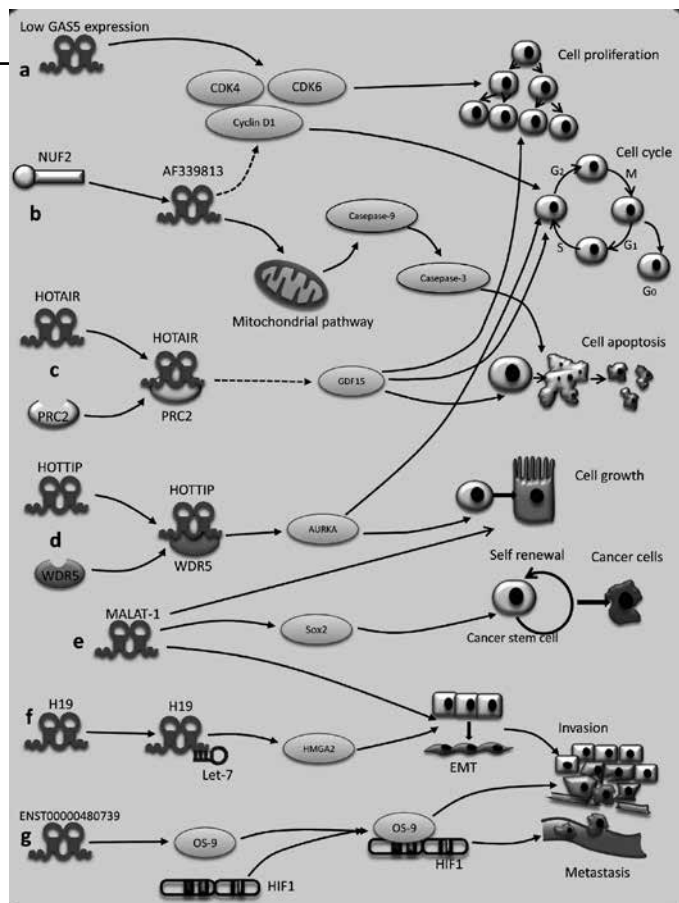 Low GAS5 expression
a
CDK4
CDK6
Cyclin D1
Cell proliferation
NUF2
AF339813
b
Casepase-9
Casepase-3
Mitochondrial pathway
Cell cycle
G2
M
S
G1
G0
HOTAIR
c
PRC2
HOTAIR
PRC2
GDF15
Cell apoptosis
HOTTIP
d
WDR5
HOTTIP
WDR5
AURKA
Cell growth
MALAT-1
e
Sox2
Self renewal
Cancer cells
Cancer stem cell
f
H19
H19
Let-7
HMGA2
EMT
Invasion
ENST00000480739
g
OS-9
HIF1
OS-9
HIF1
Metastasis